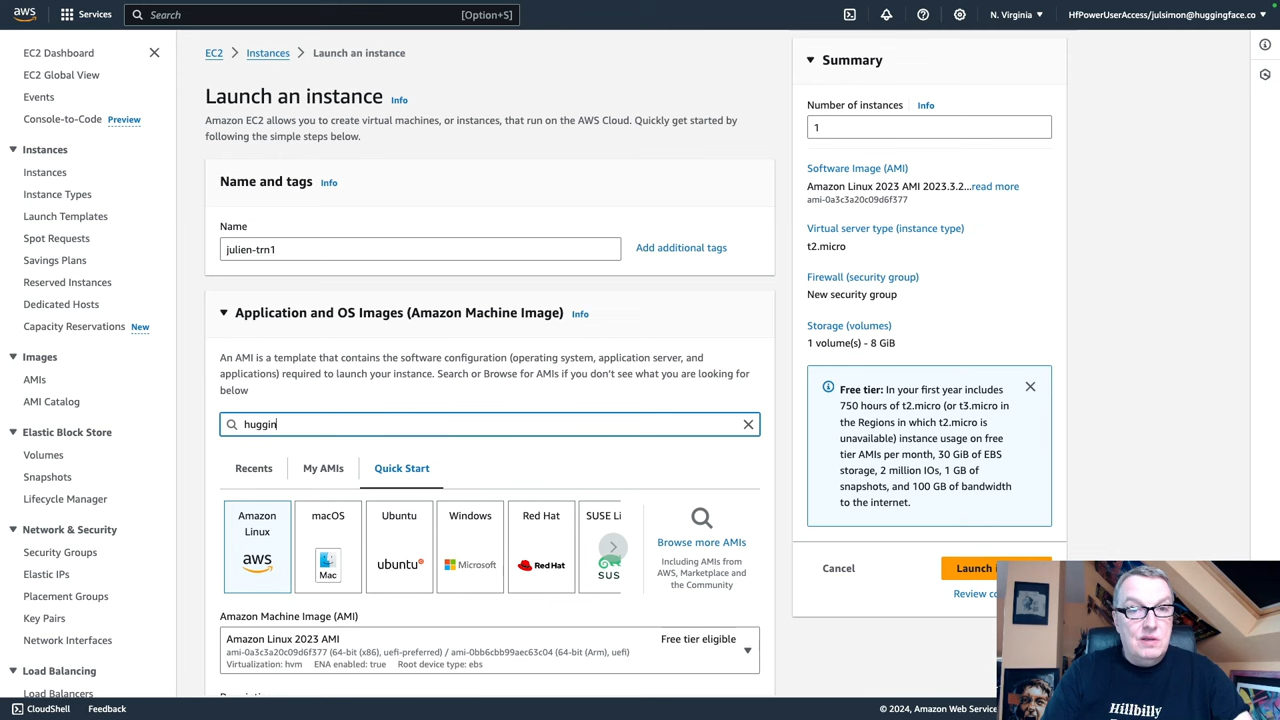 aws
Services
Search
[Option+S]
N. Virginia
HfPowerUserAccess/julsimon@huggingface.co
EC2 Dashboard
EC2 Global View
Events
Console-to-Code Preview
Instances
Instances
Instance Types
Launch Templates
Spot Requests
Savings Plans
Reserved Instances
Dedicated Hosts
Capacity Reservations New
Images
AMIs
AMI Catalog
Elastic Block Store
Volumes
Snapshots
Lifecycle Manager
Network & Security
Security Groups
Elastic IPs
Placement Groups
Key Pairs
Network Interfaces
Load Balancing
Load Balancers
EC2 > Instances > Launch an instance
Launch an instance Info
Amazon EC2 allows you to create virtual machines, or instances, that run on the AWS Cloud. Quickly get started by
following the simple steps below.
Name and tags Info
Name
julien-trn1
Add additional tags
Application and OS Images (Amazon Machine Image) Info
An AMI is a template that contains the software configuration (operating system, application server, and
applications) required to launch your instance. Search or Browse for AMIs if you don't see what you are looking for
below
huggin
Recents
My AMIs
Quick Start
Amazon
Linux
aws
macOS
Mac
Ubuntu
ubuntu
Windows
Microsoft
Red Hat
Red Hat
SUSE Li
SUS
Browse more AMIs
Including AMIs from
AWS, Marketplace and
the Community
Amazon Machine Image (AMI)
Amazon Linux 2023 AMI
Free tier eligible
ami-0a3c3a20c09d6f377 (64-bit (x86), uefi-preferred) / ami-0bb6cbb99aec63c04 (64-bit (Arm), uefi)
Virtualization: hvm ENA enabled: true Root device type: ebs
Summary
Number of instances Info
1
Software Image (AMI)
Amazon Linux 2023 AMI 2023.3.2...read more
ami-0a3c3a20c09d6f377
Virtual server type (instance type)
t2.micro
Firewall (security group)
New security group
Storage (volumes)
1 volume(s) - 8 GiB
Free tier: In your first year includes
750 hours of t2.micro (or t3.micro in
the Regions in which t2.micro is
unavailable) instance usage on free
tier AMIs per month, 30 GiB of EBS
storage, 2 million IOs, 1 GB of
snapshots, and 100 GB of bandwidth
to the internet.
Cancel
Launch
Review
Hillbilly
CloudShell
Feedback
© 2024, Amazon Web